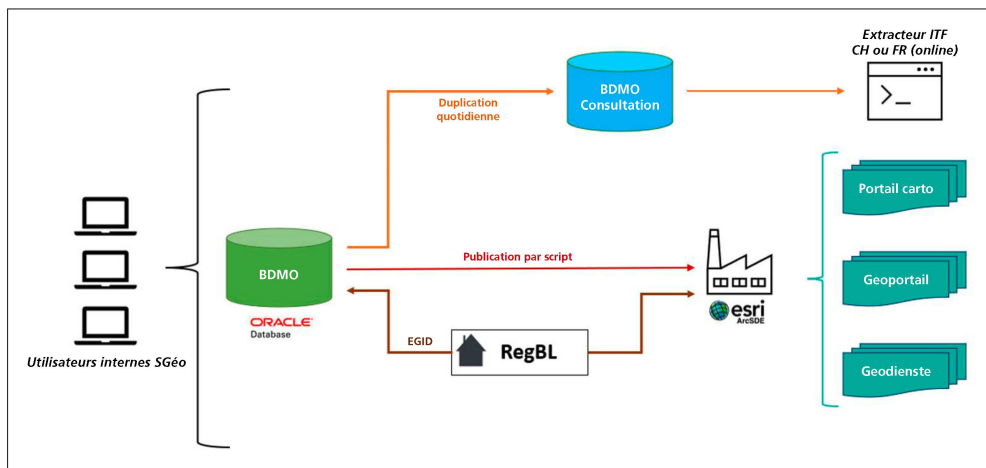 Extracteur ITF
CH ou FR (online)
BDMO
Consultation
Duplication
quotidienne
Portail carto
Publication par script
BDMO
Geoportail
esri
ArcSDE
ORACLE®
Database
EGID
RegBL
Utilisateurs internes SGéo
Geodienste